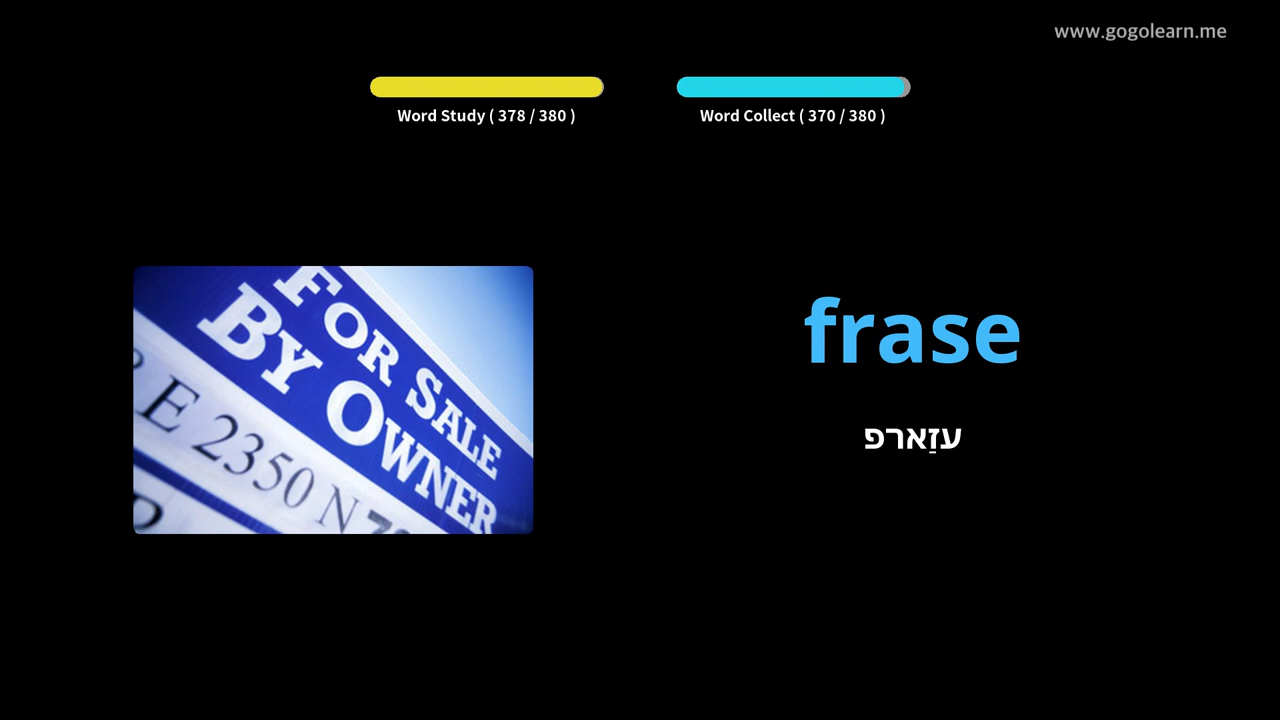 www.gogolearn.me
Word Study ( 378 / 380 )
Word Collect ( 370 / 380 )
FOR SALE
BY OWNER
E 2350 N
frase
עזַארפ